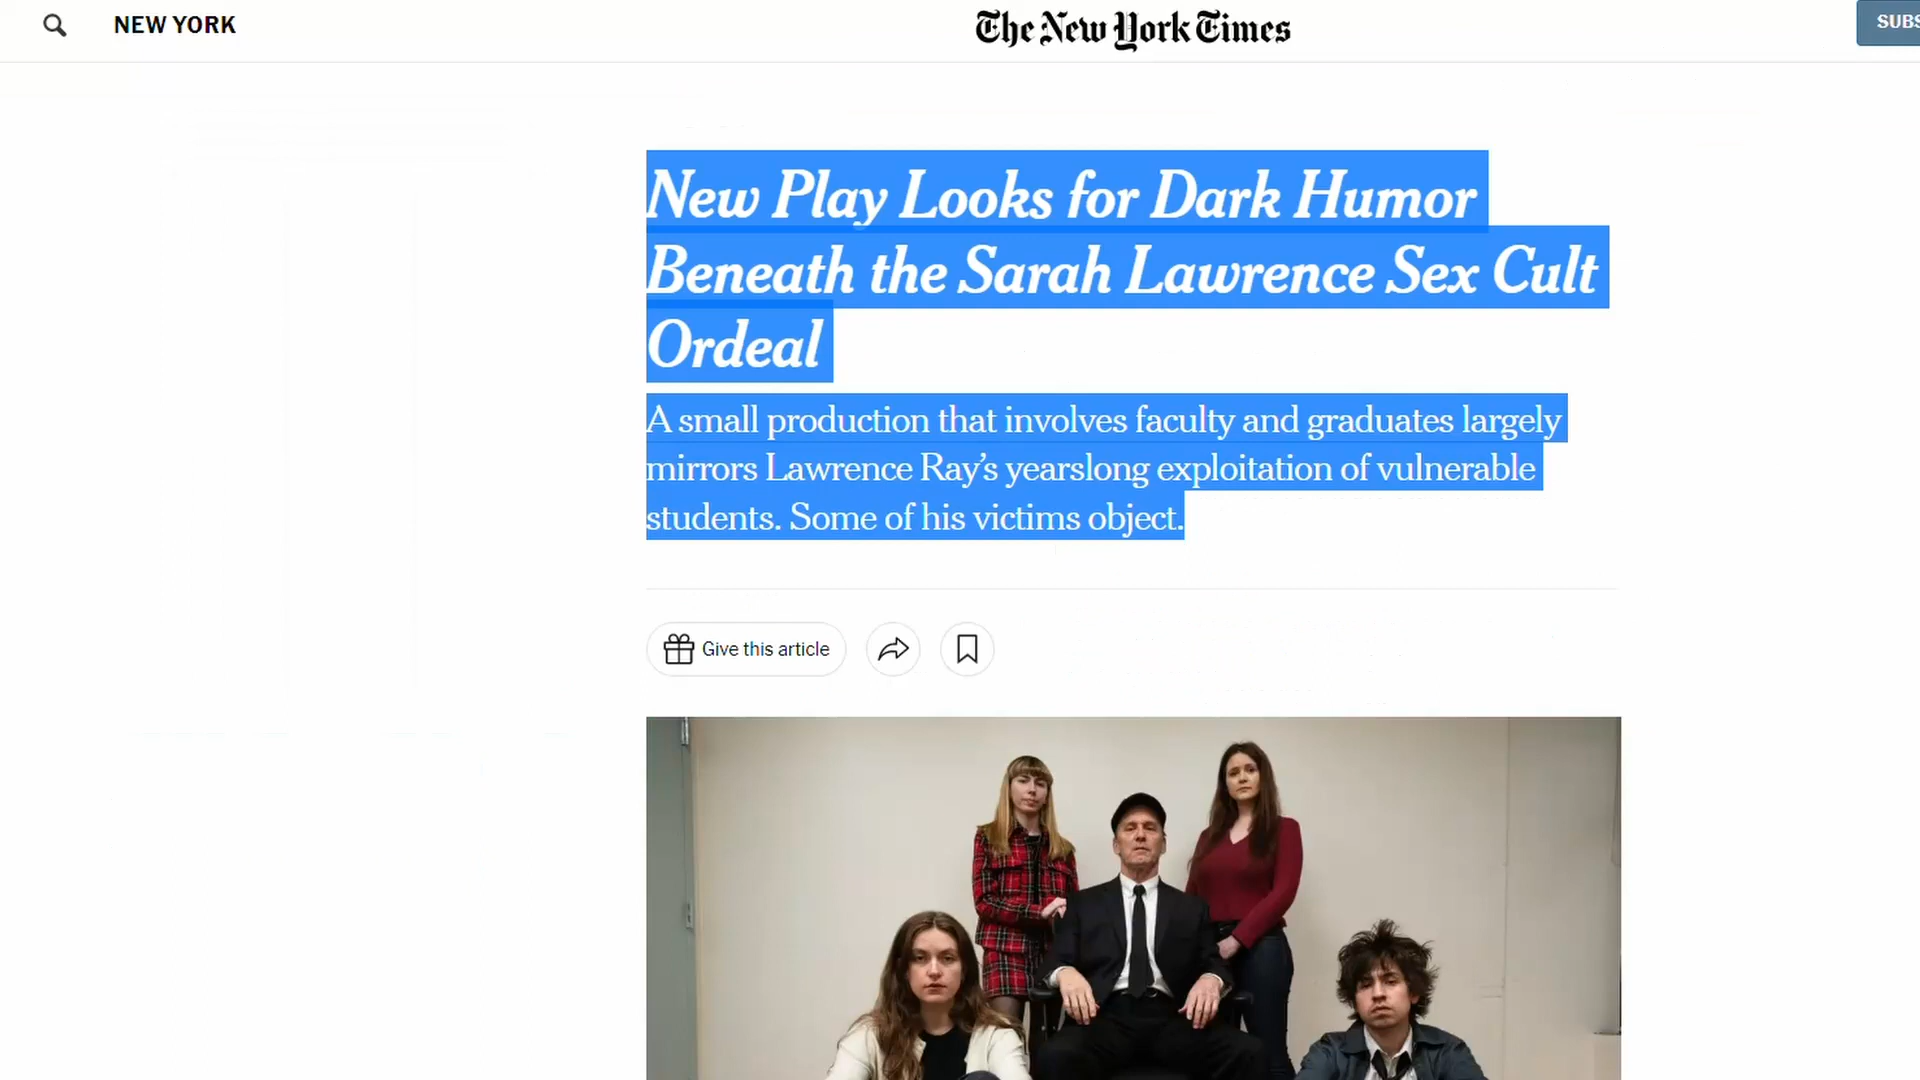 NEW YORK
The New York Times
SUBS
New Play Looks for Dark Humor
Beneath the Sarah Lawrence Sex Cult
Ordeal
A small production that involves faculty and graduates largely
mirrors Lawrence Ray’s yearslong exploitation of vulnerable
students. Some of his victims object.
Give this article